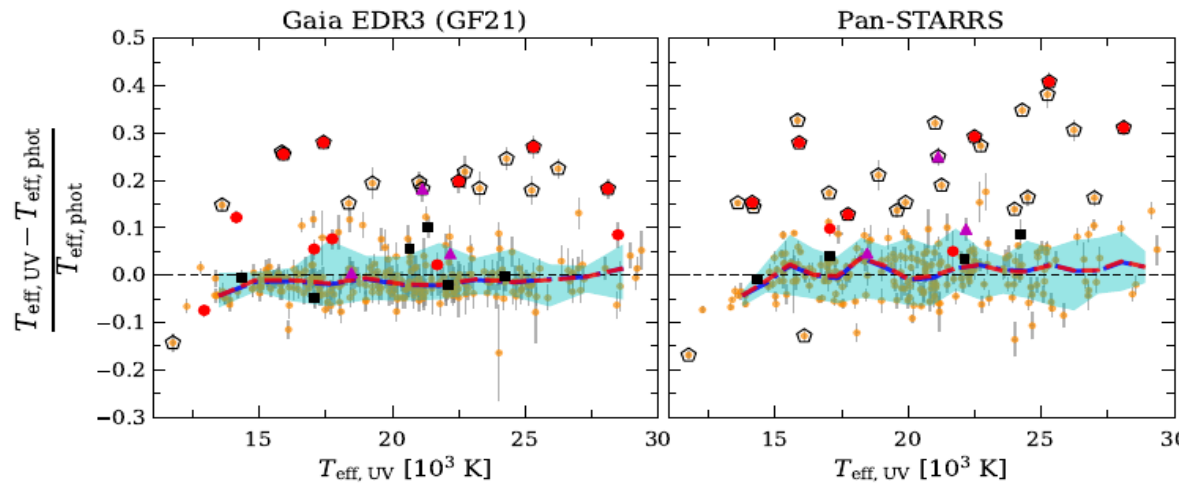 Gaia EDR3 (GF21) Pan-STARRS
0.5
0.4
0.3
0.2
0.1
0.0
−0.1
−0.2
−0.3
T_eff, UV − T_eff, phot
T_eff, phot
15 20 25 30 15 20 25 30
T_eff, UV [10³ K] T_eff, UV [10³ K]